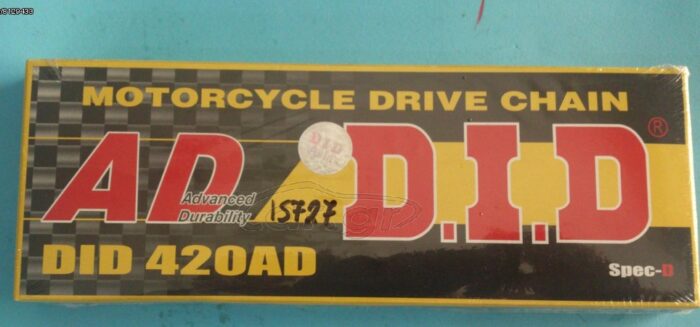 MOTORCYCLE DRIVE CHAIN
AD D.I.D®
Advanced
Durability
D.I.D
15727
DID 420AD
Spec-D